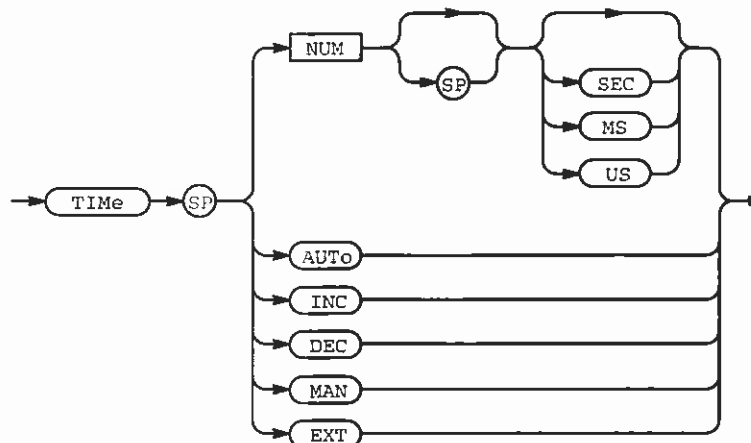 NUM
SP
SEC
MS
US
TIMe SP
AUTo
INC
DEC
MAN
EXT